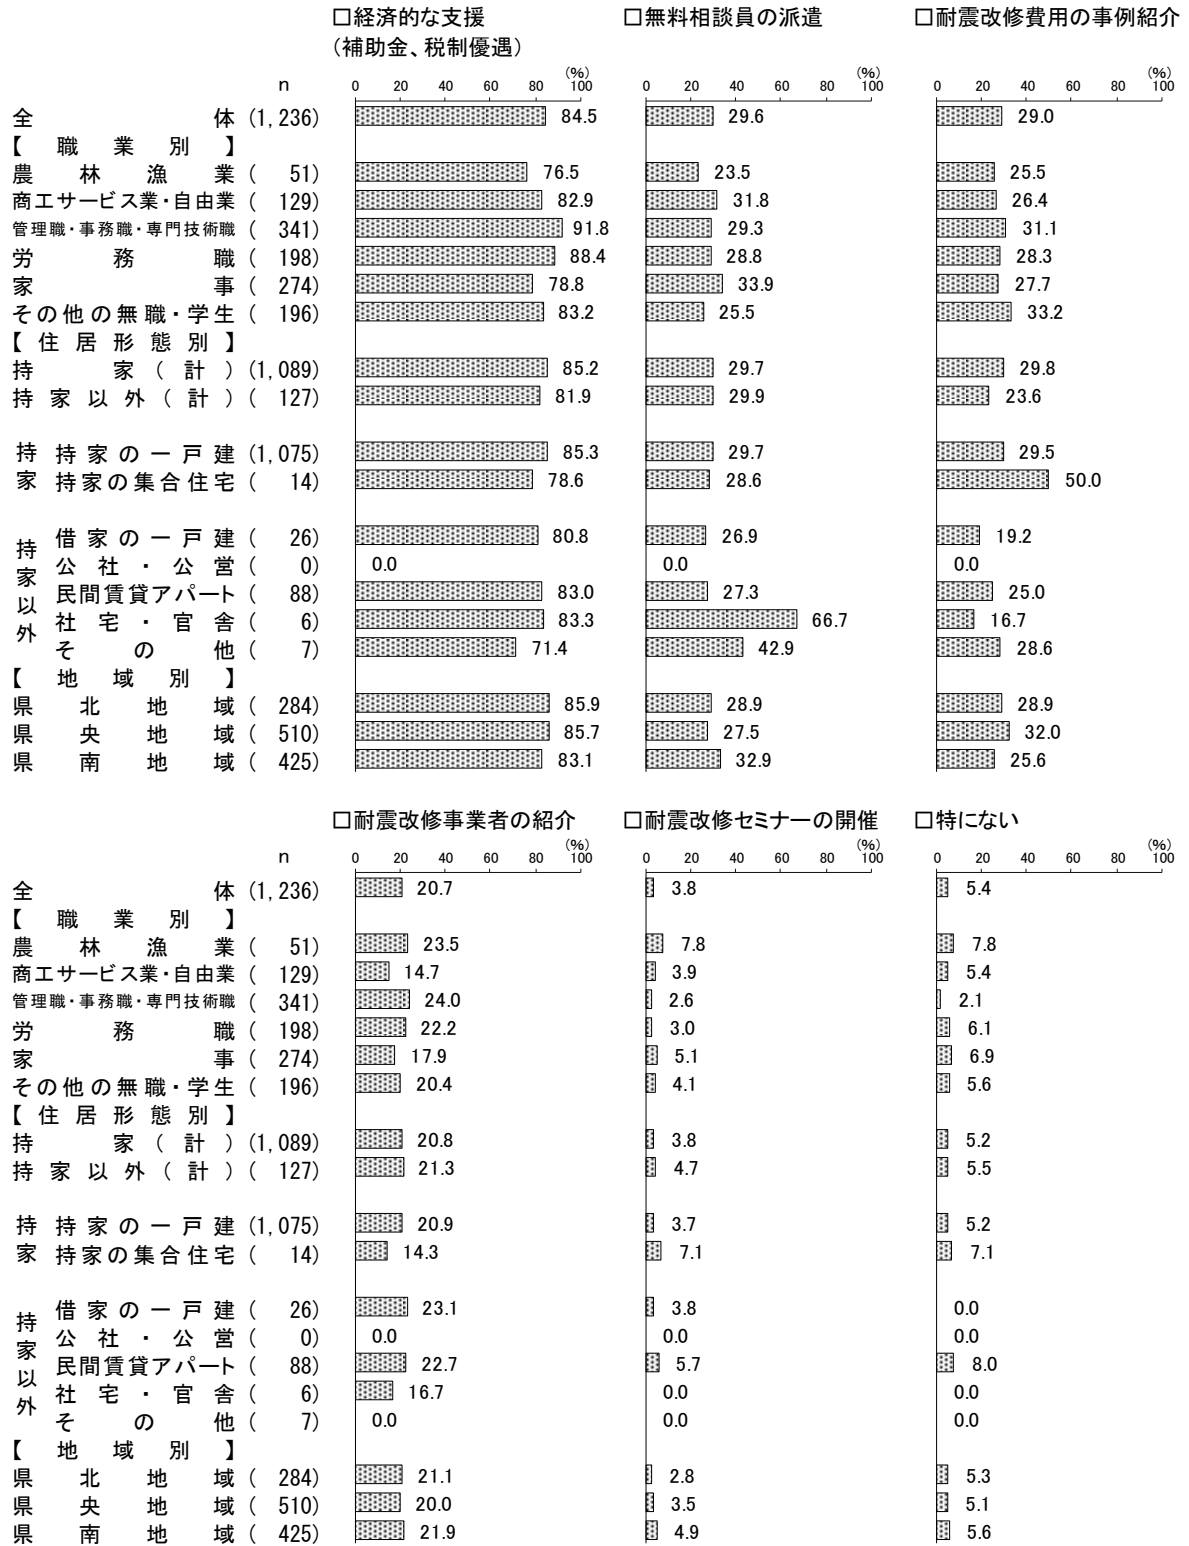 □経済的な支援 □無料相談員の派遣 □耐震改修費用の事例紹介
(補助金、税制優遇)
(%) (%) (%)
n 0 20 40 60 80 100 0 20 40 60 80 100 0 20 40 60 80 100
全体 (1,236) 84.5 29.6 29.0
【職業別】
農林漁業 ( 51) 76.5 23.5 25.5
商工サービス業・自由業 ( 129) 82.9 31.8 26.4
管理職・事務職・専門技術職 ( 341) 91.8 29.3 31.1
労務職 ( 198) 88.4 28.8 28.3
家事 ( 274) 78.8 33.9 27.7
その他の無職・学生 ( 196) 83.2 25.5 33.2
【住居形態別】
持家(計) (1,089) 85.2 29.7 29.8
持家以外(計) ( 127) 81.9 29.9 23.6
持家
持家の一戸建 (1,075) 85.3 29.7 29.5
持家の集合住宅 ( 14) 78.6 28.6 50.0
持家以外
借家の一戸建 ( 26) 80.8 26.9 19.2
公社・公営 ( 0) 0.0 0.0 0.0
民間賃貸アパート ( 88) 83.0 27.3 25.0
社宅・官舎 ( 6) 83.3 66.7 16.7
その他 ( 7) 71.4 42.9 28.6
【地域別】
県北地域 ( 284) 85.9 28.9 28.9
県央地域 ( 510) 85.7 27.5 32.0
県南地域 ( 425) 83.1 32.9 25.6
□耐震改修事業者の紹介 □耐震改修セミナーの開催 □特にない
(%) (%) (%)
n 0 20 40 60 80 100 0 20 40 60 80 100 0 20 40 60 80 100
全体 (1,236) 20.7 3.8 5.4
【職業別】
農林漁業 ( 51) 23.5 7.8 7.8
商工サービス業・自由業 ( 129) 14.7 3.9 5.4
管理職・事務職・専門技術職 ( 341) 24.0 2.6 2.1
労務職 ( 198) 22.2 3.0 6.1
家事 ( 274) 17.9 5.1 6.9
その他の無職・学生 ( 196) 20.4 4.1 5.6
【住居形態別】
持家(計) (1,089) 20.8 3.8 5.2
持家以外(計) ( 127) 21.3 4.7 5.5
持家
持家の一戸建 (1,075) 20.9 3.7 5.2
持家の集合住宅 ( 14) 14.3 7.1 7.1
持家以外
借家の一戸建 ( 26) 23.1 3.8 0.0
公社・公営 ( 0) 0.0 0.0 0.0
民間賃貸アパート ( 88) 22.7 5.7 8.0
社宅・官舎 ( 6) 16.7 0.0 0.0
その他 ( 7) 0.0 0.0 0.0
【地域別】
県北地域 ( 284) 21.1 2.8 5.3
県央地域 ( 510) 20.0 3.5 5.1
県南地域 ( 425) 21.9 4.9 5.6